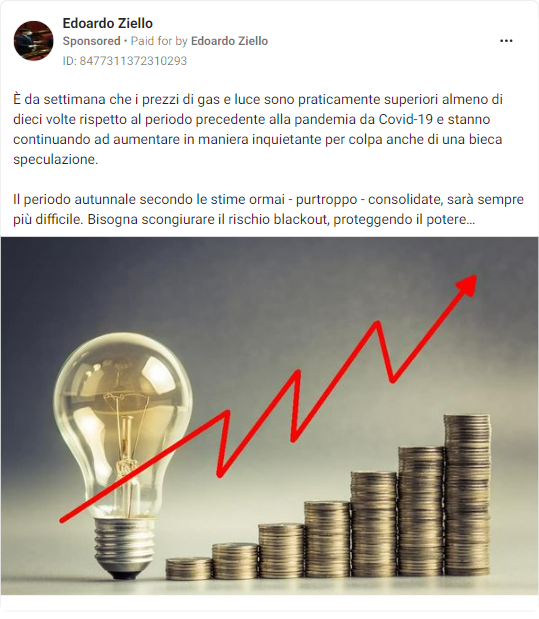 Edoardo Ziello
Sponsored • Paid for by Edoardo Ziello
ID: 8477311372310293
È da settimana che i prezzi di gas e luce sono praticamente superiori almeno di
dieci volte rispetto al periodo precedente alla pandemia da Covid-19 e stanno
continuando ad aumentare in maniera inquietante per colpa anche di una bieca
speculazione.
Il periodo autunnale secondo le stime ormai - purtroppo - consolidate, sarà sempre
più difficile. Bisogna scongiurare il rischio blackout, proteggendo il potere...